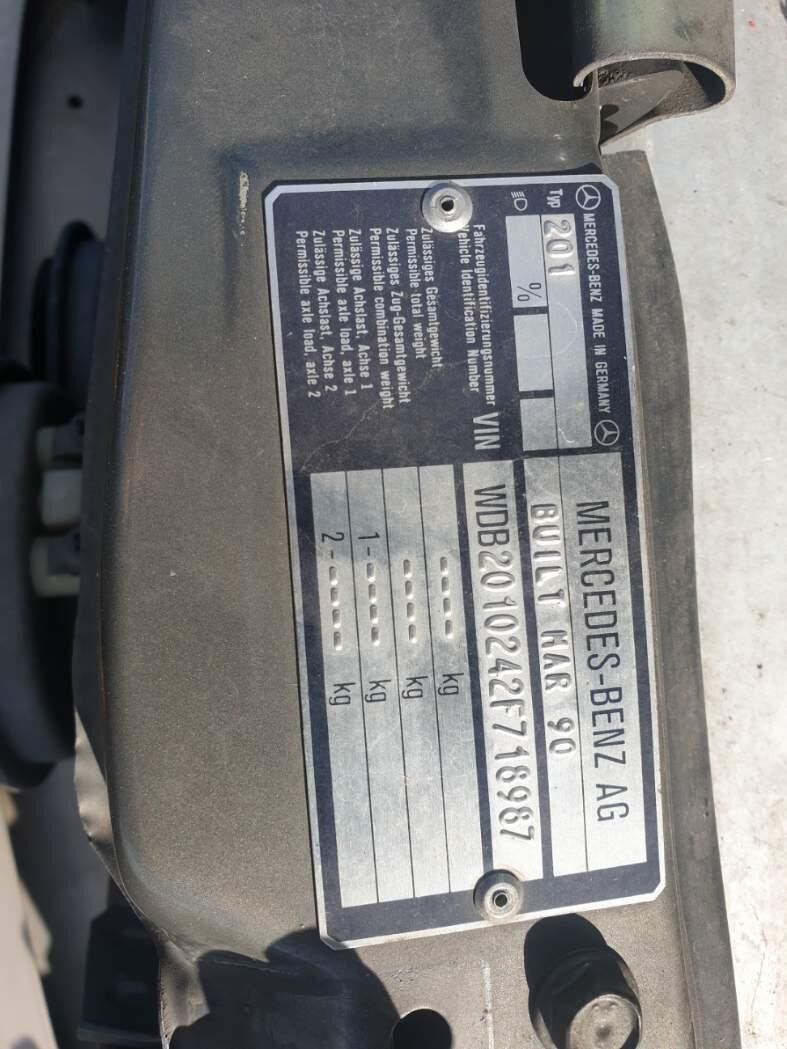 MERCEDES-BENZ MADE IN GERMANY
MERCEDES-BENZ AG
Typ 201
BUILT MAR 90
%
Fahrzeugidentifizierungsnummer
Vehicle Identification Number VIN
WDB2010242F718987
Zulässiges Gesamtgewicht
Permissible total weight
---- kg
Zulässiges Zug-Gesamtgewicht
Permissible combination weight
---- kg
Zulässige Achslast, Achse 1
Permissible axle load, axle 1
1- ---- kg
Zulässige Achslast, Achse 2
Permissible axle load, axle 2
2- ---- kg